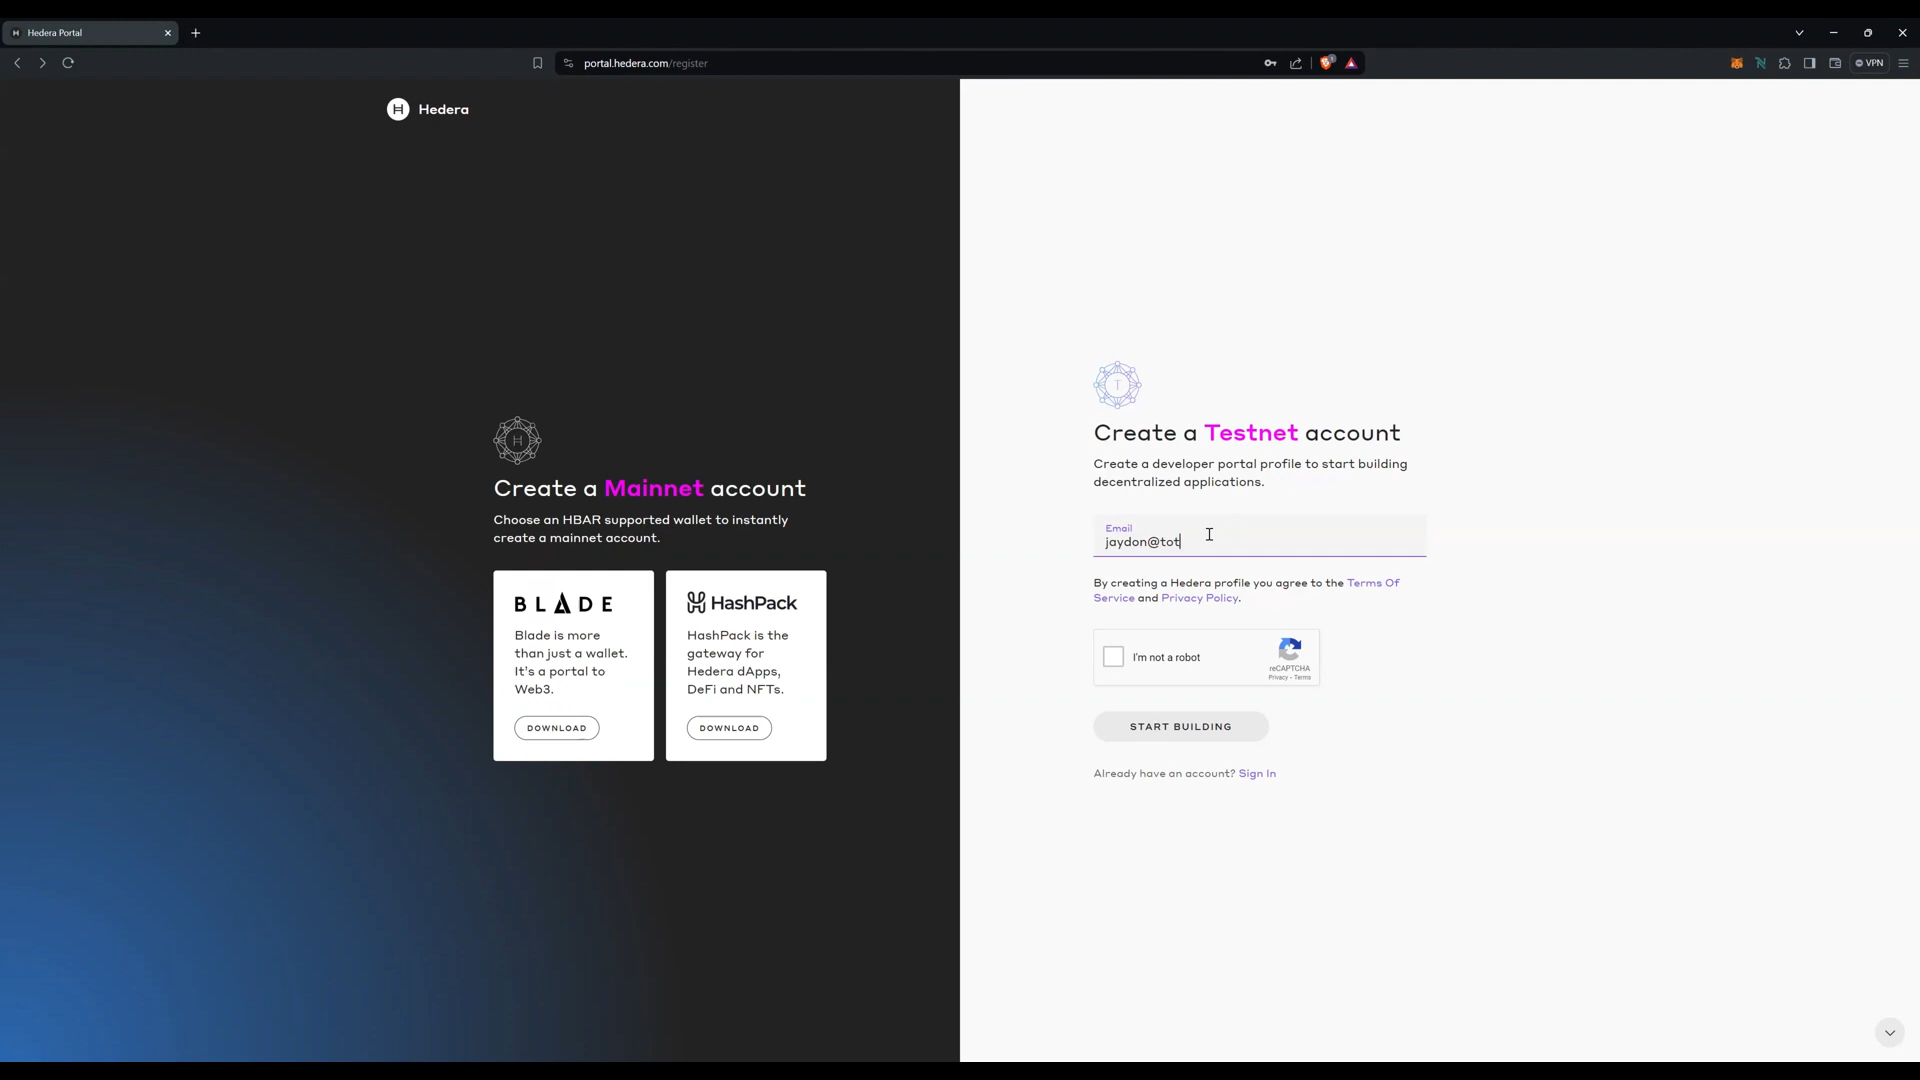 Hedera Portal
portal.hedera.com/register
VPN
H Hedera
H
Create a Mainnet account
Choose an HBAR supported wallet to instantly
create a mainnet account.
BLADE
Blade is more
than just a wallet.
It's a portal to
Web3.
DOWNLOAD
HashPack
HashPack is the
gateway for
Hedera dApps,
DeFi and NFTs.
DOWNLOAD
T
Create a Testnet account
Create a developer portal profile to start building
decentralized applications.
Email
jaydon@tot
By creating a Hedera profile you agree to the Terms Of
Service and Privacy Policy.
I'm not a robot
reCAPTCHA
Privacy - Terms
START BUILDING
Already have an account? Sign In